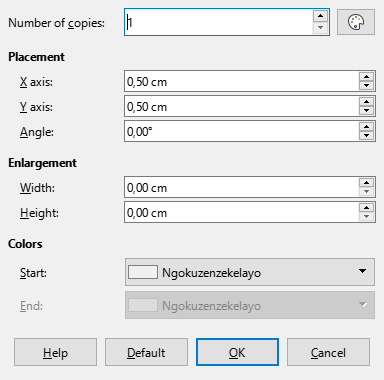 Number of copies: 1
Placement
X axis: 0,50 cm
Y axis: 0,50 cm
Angle: 0,00°
Enlargement
Width: 0,00 cm
Height: 0,00 cm
Colors
Start: Ngokuzenzekelayo
End: Ngokuzenzekelayo
Help Default OK Cancel